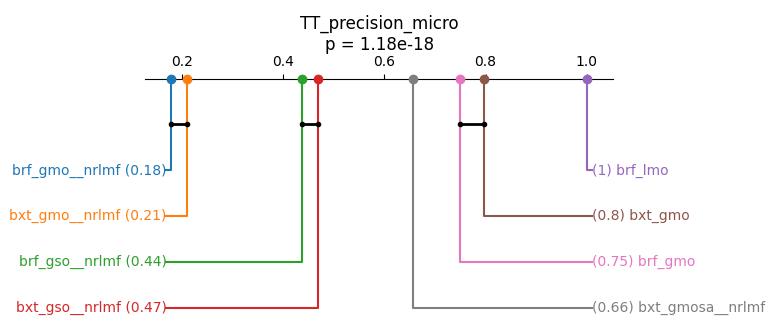 TT_precision_micro
p = 1.18e-18
0.2 0.4 0.6 0.8 1.0
brf_gmo__nrlmf (0.18) (1) brf_lmo
bxt_gmo__nrlmf (0.21) (0.8) bxt_gmo
brf_gso__nrlmf (0.44) (0.75) brf_gmo
bxt_gso__nrlmf (0.47) (0.66) bxt_gmosa__nrlmf